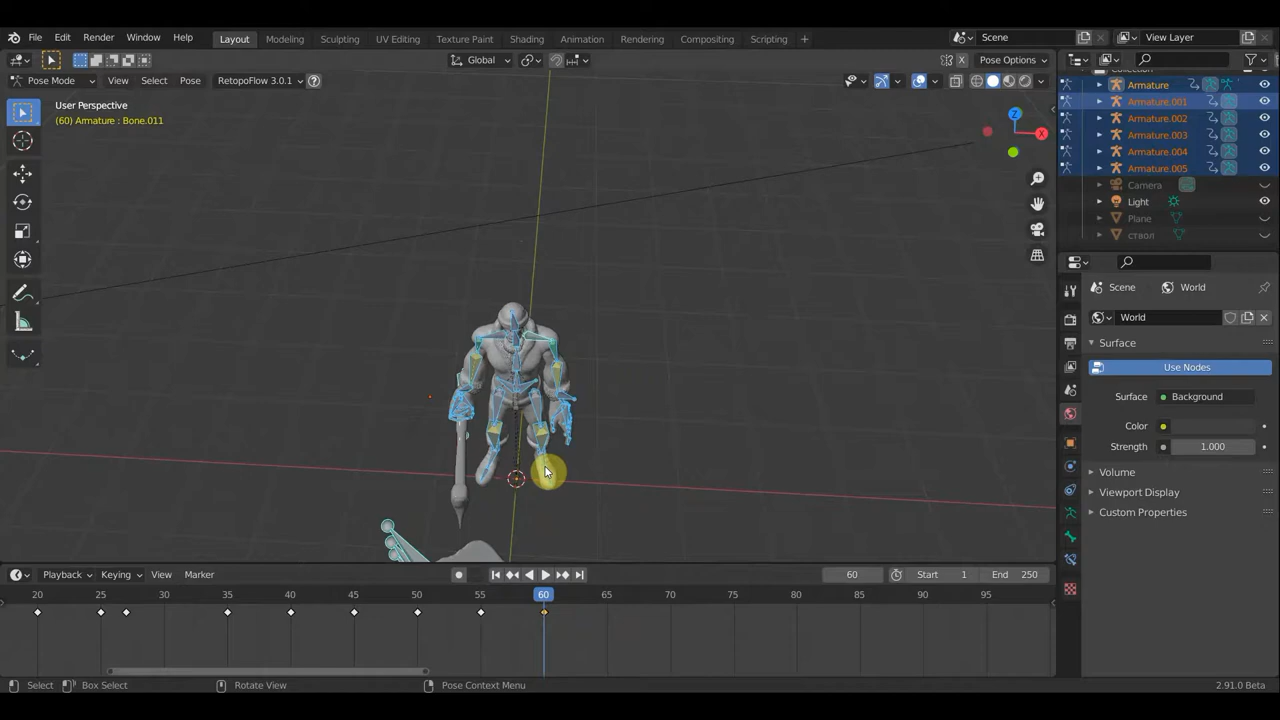 File Edit Render Window Help Layout Modeling Sculpting UV Editing Texture Paint Shading Animation Rendering Compositing Scripting + Scene View Layer
Global Pose Options
Pose Mode View Select Pose RetopoFlow 3.0.1
User Perspective
(60) Armature : Bone.011
Z
X
Armature
Armature.001
Armature.002
Armature.003
Armature.004
Armature.005
Camera
Light
Plane
ствол
Scene World
World
Surface
Use Nodes
Surface Background
Color
Strength 1.000
Volume
Viewport Display
Custom Properties
Playback Keying View Marker 60 Start 1 End 250
20 25 30 35 40 45 50 55 60 65 70 75 80 85 90 95
Select Box Select Rotate View Pose Context Menu 2.91.0 Beta